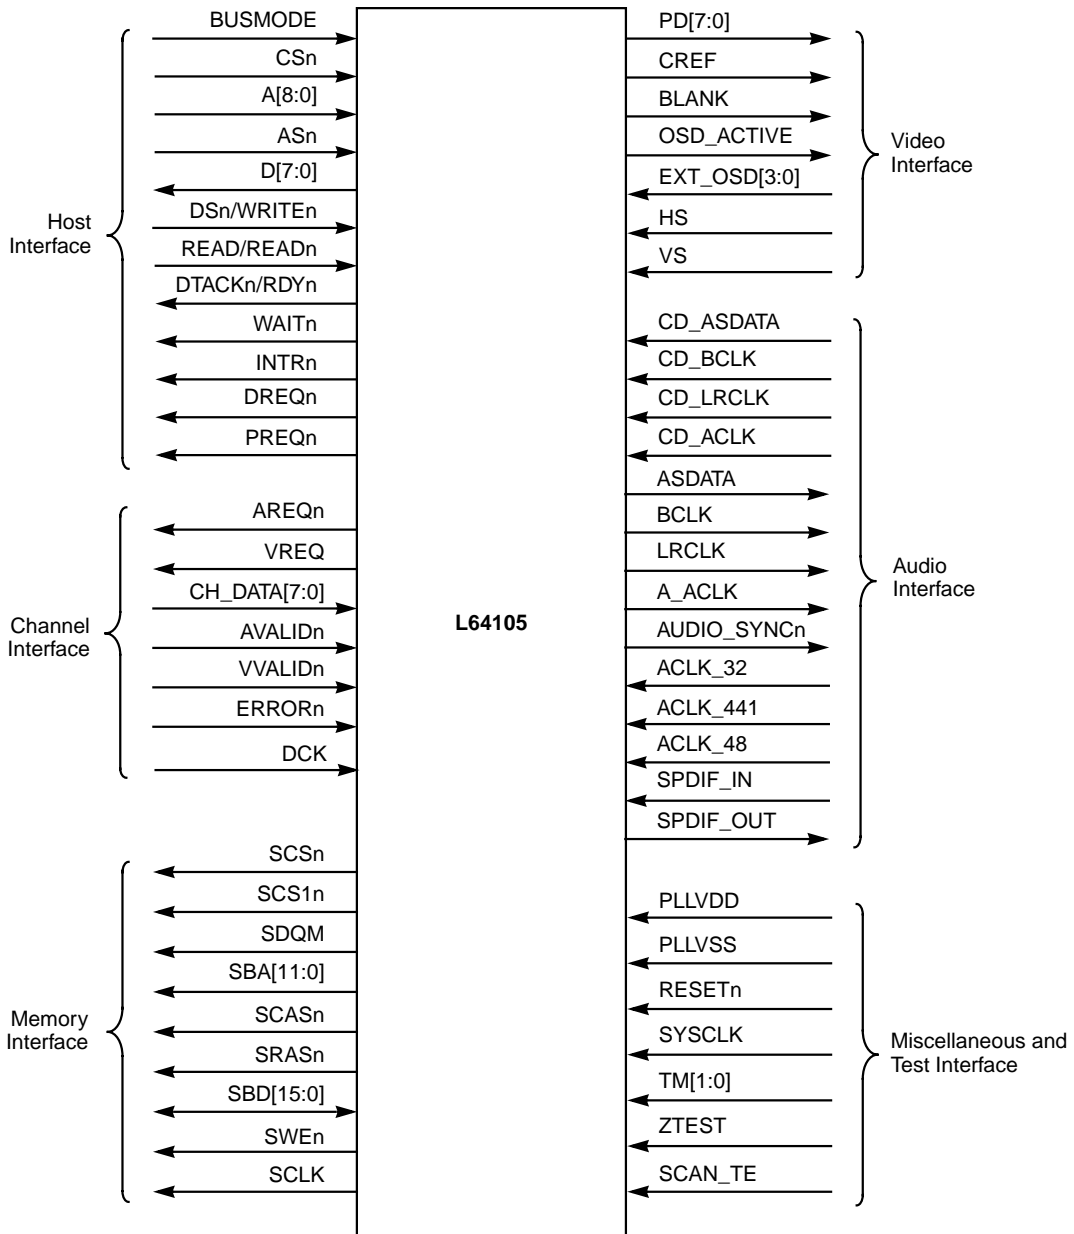 BUSMODE
CSn
A[8:0]
ASn
D[7:0]
DSn/WRITEn
READ/READn
DTACKn/RDYn
WAITn
INTRn
DREQn
PREQn
Host
Interface
AREQn
VREQ
CH_DATA[7:0]
AVALIDn
VVALIDn
ERRORn
DCK
Channel
Interface
SCSn
SCS1n
SDQM
SBA[11:0]
SCASn
SRASn
SBD[15:0]
SWEn
SCLK
Memory
Interface
L64105
PD[7:0]
CREF
BLANK
OSD_ACTIVE
EXT_OSD[3:0]
HS
VS
Video
Interface
CD_ASDATA
CD_BCLK
CD_LRCLK
CD_ACLK
ASDATA
BCLK
LRCLK
A_ACLK
AUDIO_SYNCn
ACLK_32
ACLK_441
ACLK_48
SPDIF_IN
SPDIF_OUT
Audio
Interface
PLLVDD
PLLVSS
RESETn
SYSCLK
TM[1:0]
ZTEST
SCAN_TE
Miscellaneous and
Test Interface